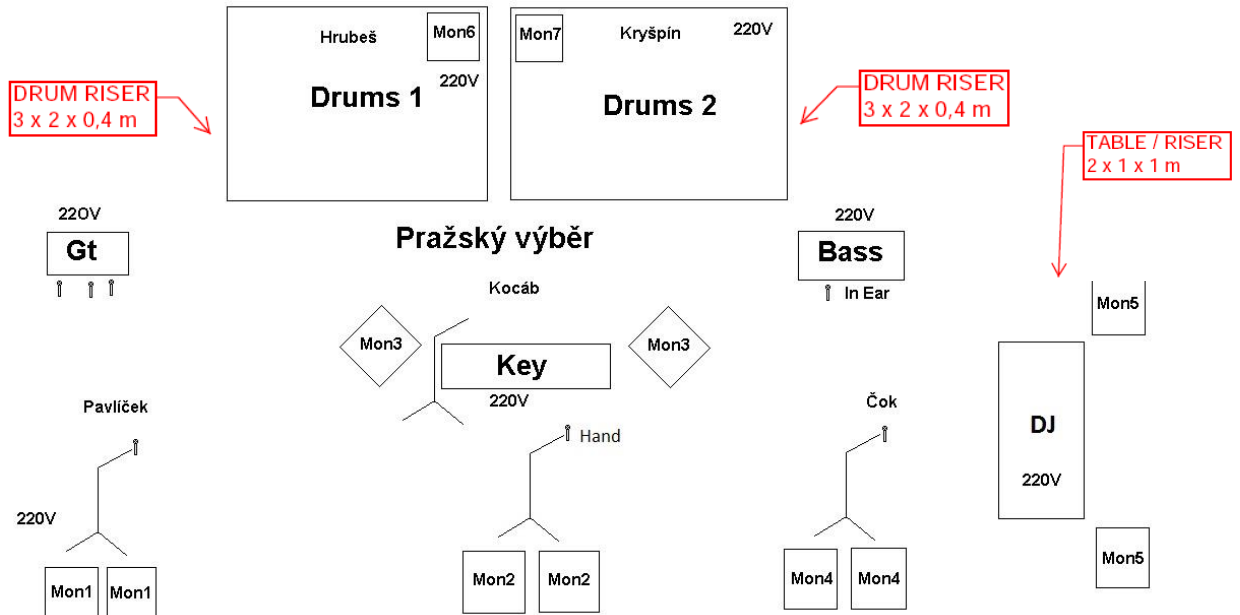 Hrubeš
Mon6
220V
Drums 1
Mon7
Kryšpín
220V
Drums 2
DRUM RISER
3 x 2 x 0,4 m
DRUM RISER
3 x 2 x 0,4 m
TABLE / RISER
2 x 1 x 1 m
22OV
Gt
Pražský výběr
220V
Bass
In Ear
Kocáb
Mon3
Key
220V
Mon3
Mon5
Pavlíček
220V
Hand
Čok
DJ
220V
Mon1
Mon1
Mon2
Mon2
Mon4
Mon4
Mon5